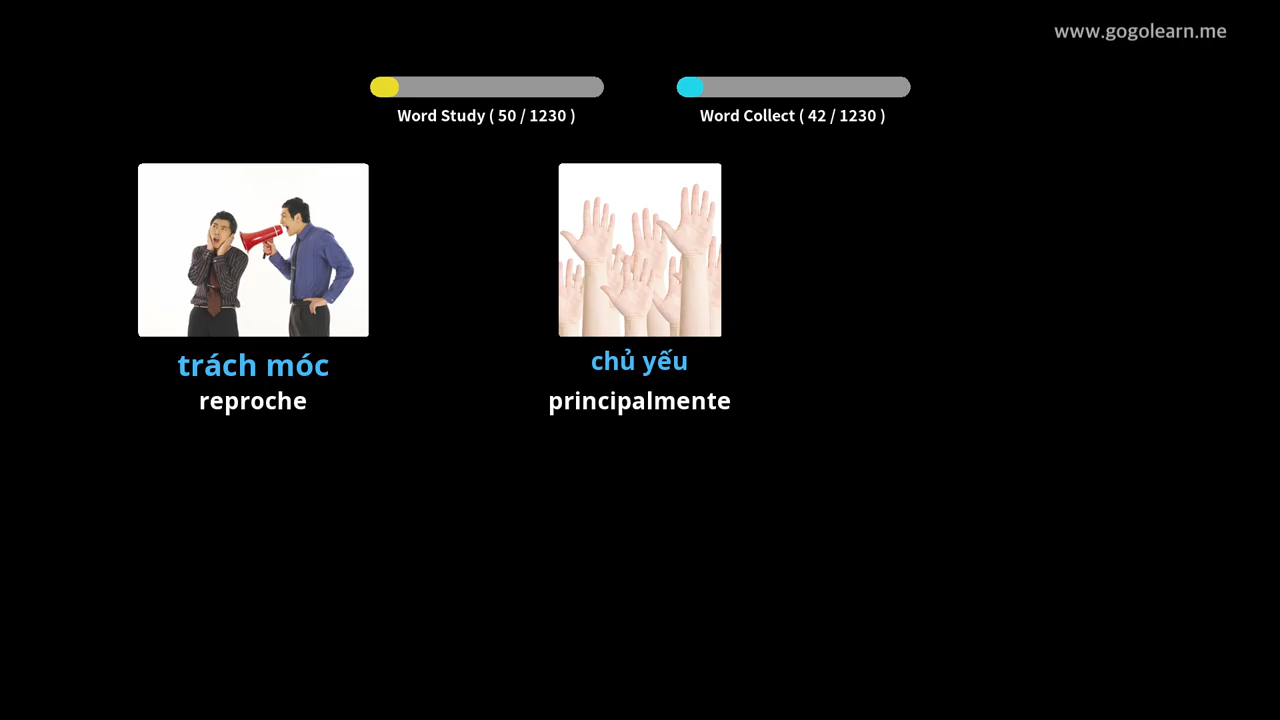 www.gogolearn.me
Word Study ( 50 / 1230 )
Word Collect ( 42 / 1230 )
trách móc
reproche
chủ yếu
principalmente